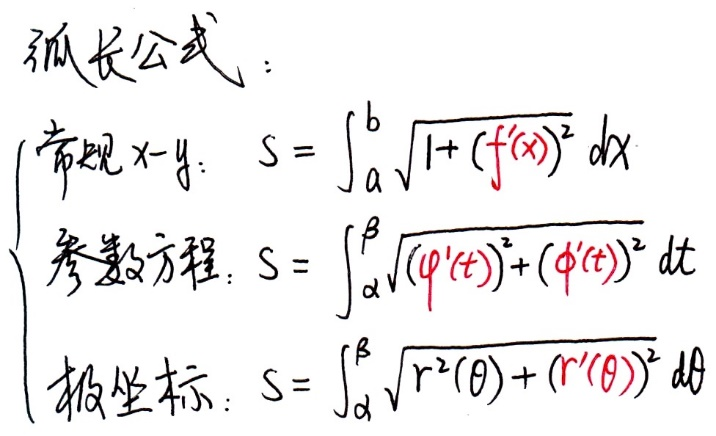 弧长公式：
常规x-y： S = ∫_a^b √(1+(f'(x))²) dx
参数方程：S = ∫_α^β √((φ'(t))²+(ϕ'(t))²) dt
极坐标：S = ∫_α^β √(r²(θ)+(r'(θ))²) dθ